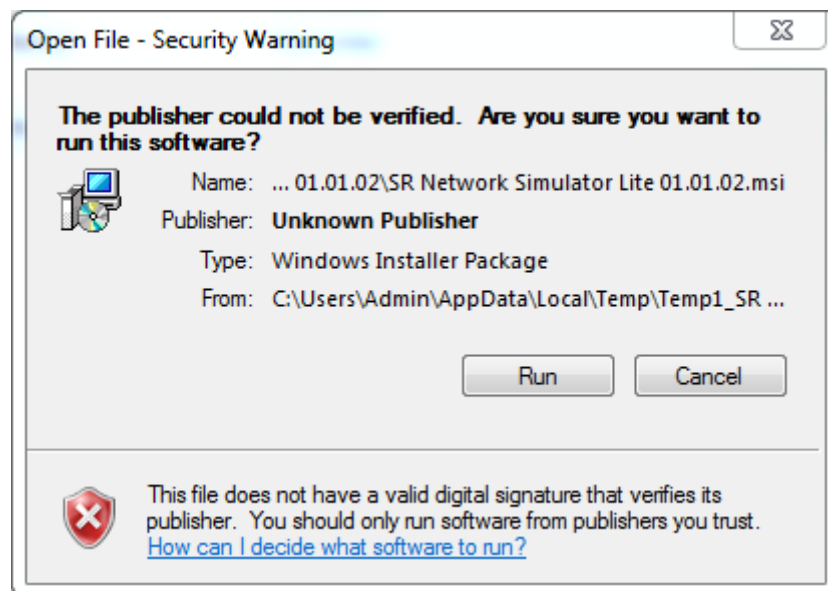 Open File - Security Warning
The publisher could not be verified. Are you sure you want to
run this software?
Name: ... 01.01.02\SR Network Simulator Lite 01.01.02.msi
Publisher: Unknown Publisher
Type: Windows Installer Package
From: C:\Users\Admin\AppData\Local\Temp\Temp1_SR ...
Run Cancel
This file does not have a valid digital signature that verifies its
publisher. You should only run software from publishers you trust.
How can I decide what software to run?